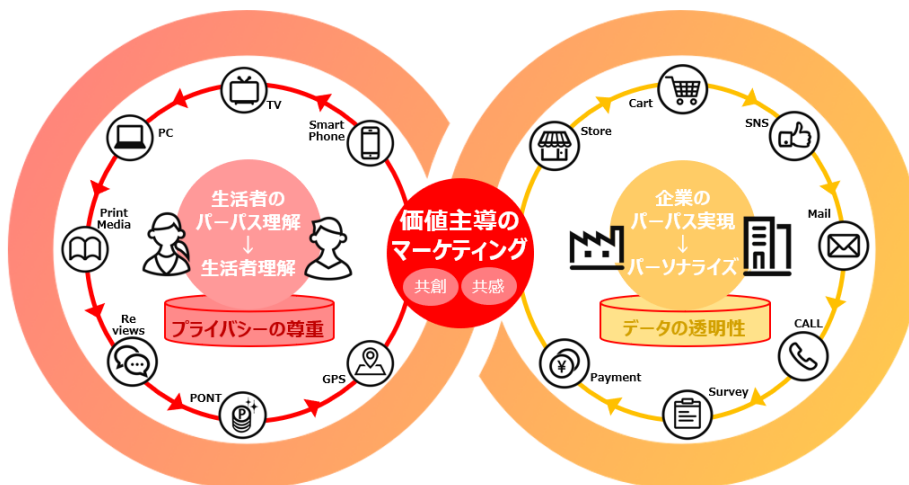 TV
PC
Smart
Phone
Print
Media
生活者の
パーパス理解
↓
生活者理解
プライバシーの尊重
Re
views
PONT
P
GPS
価値主導の
マーケティング
共創
共感
Cart
Store
SNS
企業の
パーパス実現
↓
パーソナライズ
Mail
データの透明性
CALL
¥
Payment
Survey